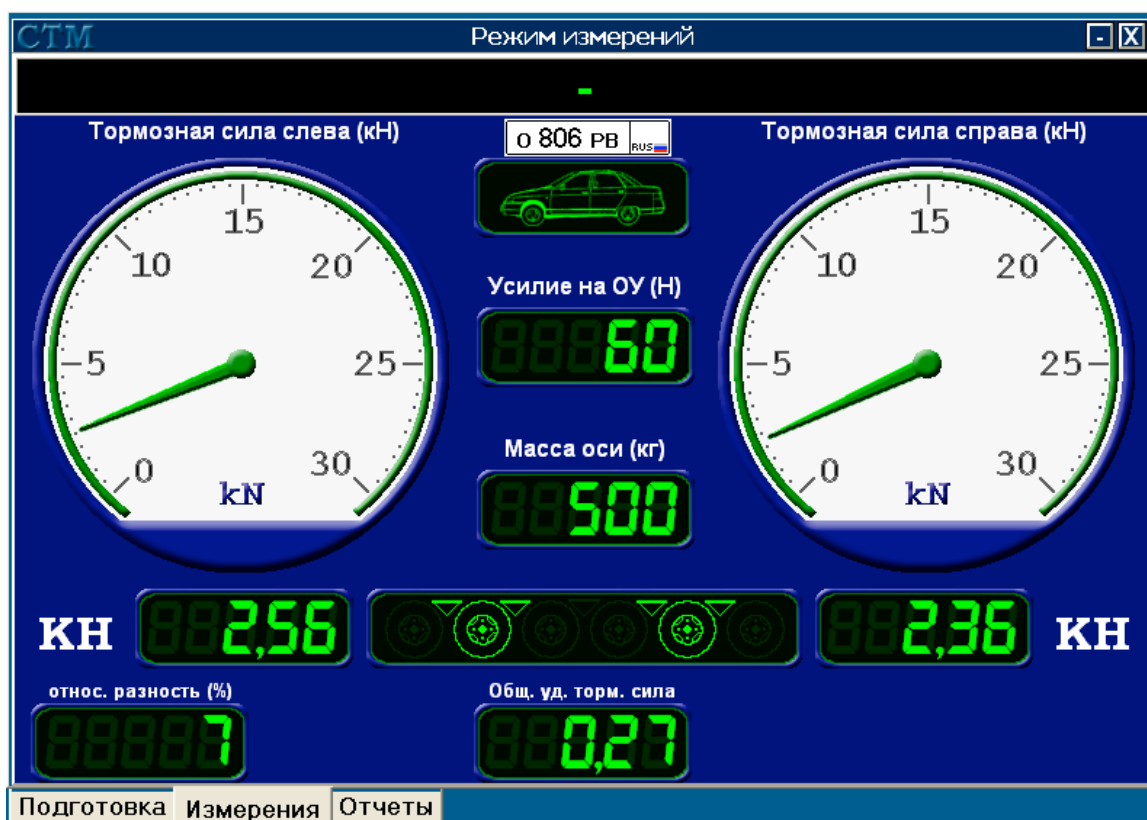 СТМ
Режим измерений
- X
-
Тормозная сила слева (кН)
о 806 РВ RUS
Тормозная сила справа (кН)
0 5 10 15 20 25 30
kN
Усилие на ОУ (Н)
60
Масса оси (кг)
500
0 5 10 15 20 25 30
kN
КН 2,56
2,36 КН
относ. разность (%)
7
Общ. уд. торм. сила
0,27
Подготовка Измерения Отчеты